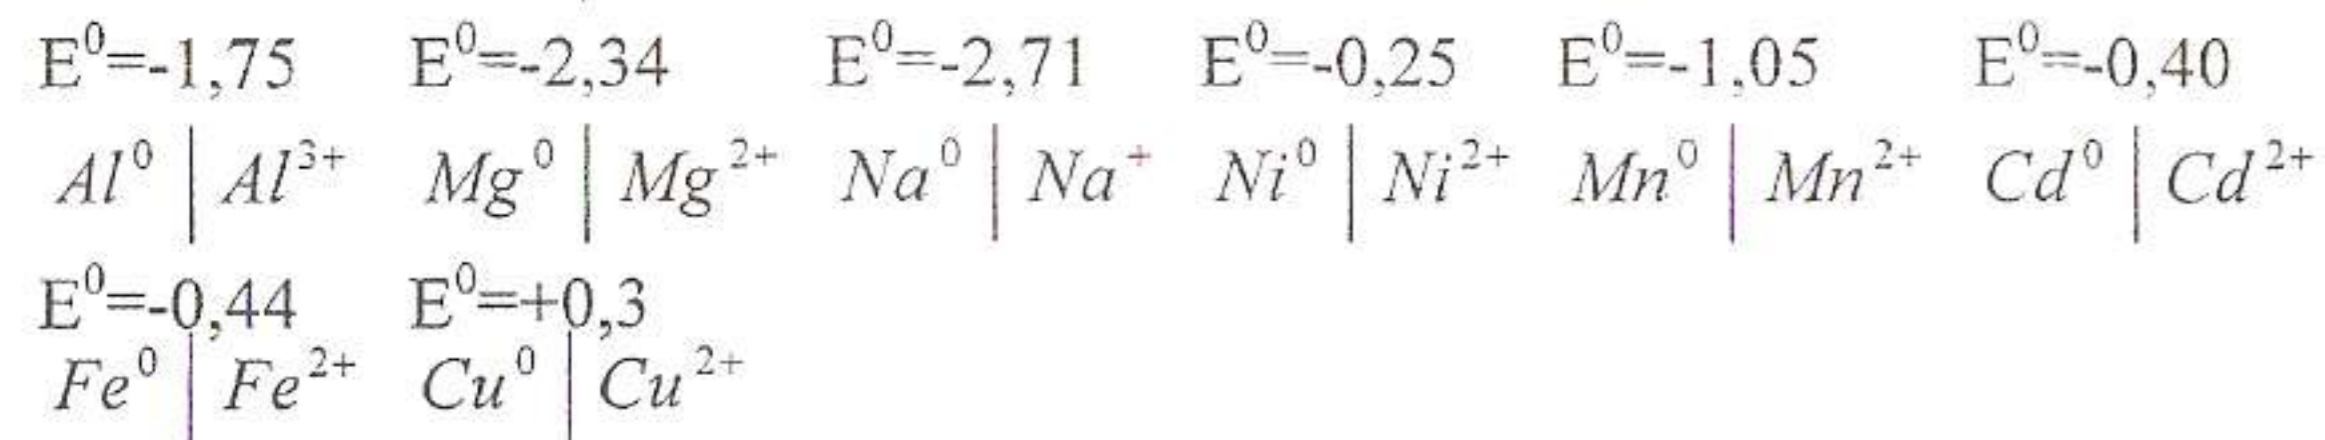 E⁰=-1,75 E⁰=-2,34 E⁰=-2,71 E⁰=-0,25 E⁰=-1,05 E⁰=-0,40
Al⁰ | Al³⁺ Mg⁰ | Mg²⁺ Na⁰ | Na⁺ Ni⁰ | Ni²⁺ Mn⁰ | Mn²⁺ Cd⁰ | Cd²⁺
E⁰=-0,44 E⁰=+0,3
Fe⁰ | Fe²⁺ Cu⁰ | Cu²⁺